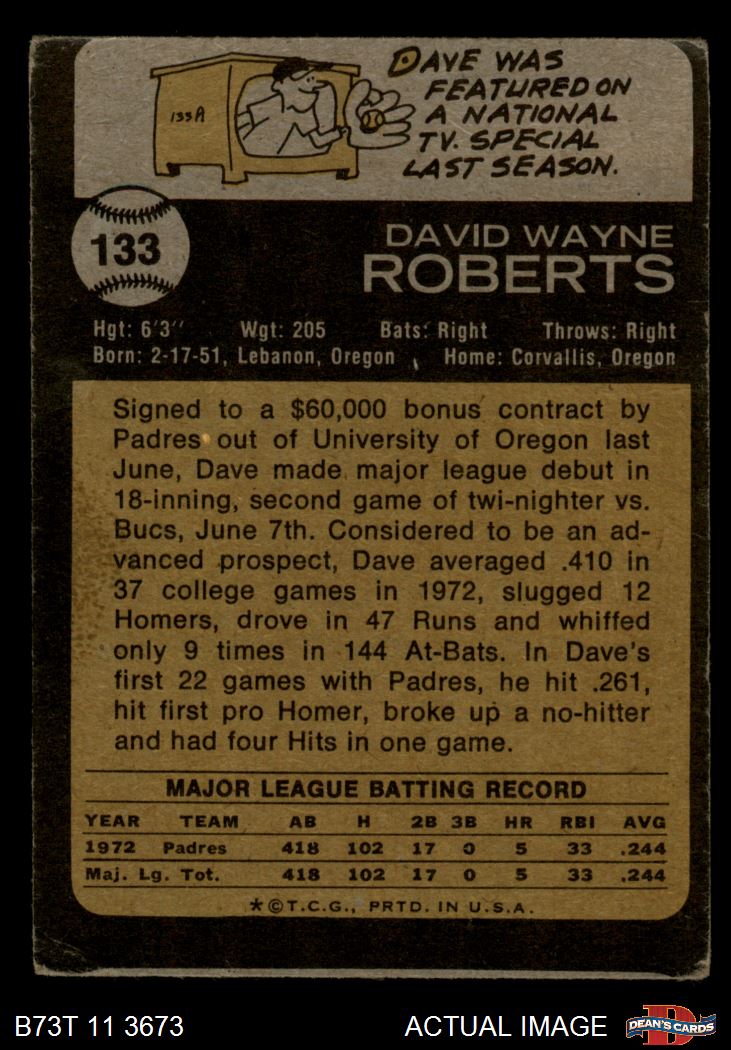 DAVE WAS
FEATURED ON
A NATIONAL
TV. SPECIAL
LAST SEASON.
133A
133
DAVID WAYNE
ROBERTS
Hgt: 6'3'' Wgt: 205 Bats: Right Throws: Right
Born: 2-17-51, Lebanon, Oregon Home: Corvallis, Oregon
Signed to a $60,000 bonus contract by
Padres out of University of Oregon last
June, Dave made major league debut in
18-inning, second game of twi-nighter vs.
Bucs, June 7th. Considered to be an ad-
vanced prospect, Dave averaged .410 in
37 college games in 1972, slugged 12
Homers, drove in 47 Runs and whiffed
only 9 times in 144 At-Bats. In Dave's
first 22 games with Padres, he hit .261,
hit first pro Homer, broke up a no-hitter
and had four Hits in one game.
MAJOR LEAGUE BATTING RECORD
YEAR TEAM AB H 2B 3B HR RBI AVG
1972 Padres 418 102 17 0 5 33 .244
Maj. Lg. Tot. 418 102 17 0 5 33 .244
*©T.C.G., PRTD. IN U.S.A.
B73T 11 3673 ACTUAL IMAGE DEAN'S CARDS